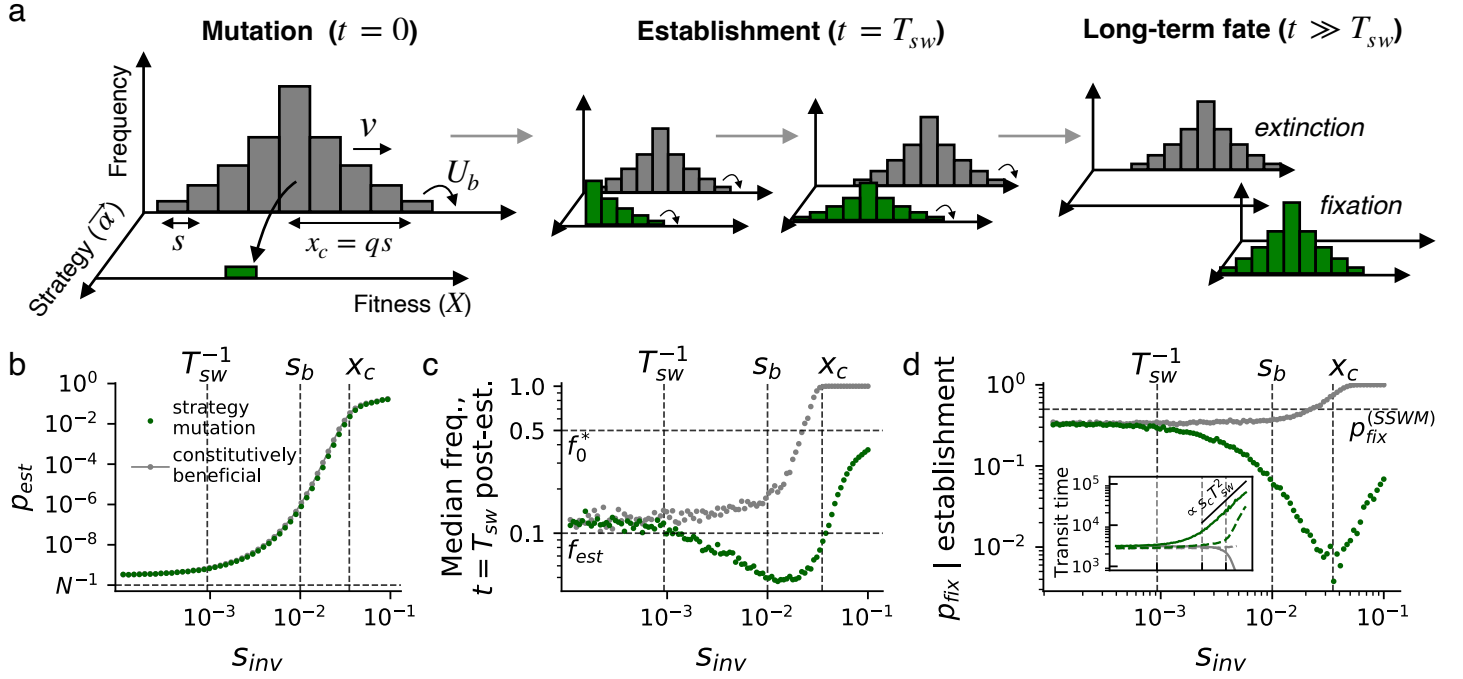 a
Mutation (t = 0)
Establishment (t = T_sw)
Long-term fate (t ≫ T_sw)
Frequency
Strategy (α⃗)
Fitness (X)
v
U_b
s
x_c = qs
extinction
fixation
b
T_sw^-1
s_b
x_c
p_est
10^0
10^-2
10^-4
10^-6
10^-8
N^-1
strategy
mutation
constitutively
beneficial
10^-3
10^-2
10^-1
s_inv
c
T_sw^-1
s_b
x_c
Median freq.,
t = T_sw post-est.
1.0
0.5
0.1
f_0^*
f_est
10^-3
10^-2
10^-1
s_inv
d
T_sw^-1
s_b
x_c
p_fix | establishment
10^0
10^-1
10^-2
p_fix^(SSWM)
Transit time
10^5
10^4
10^3
∝ s_c T_sw^2
10^-3
10^-2
10^-1
s_inv